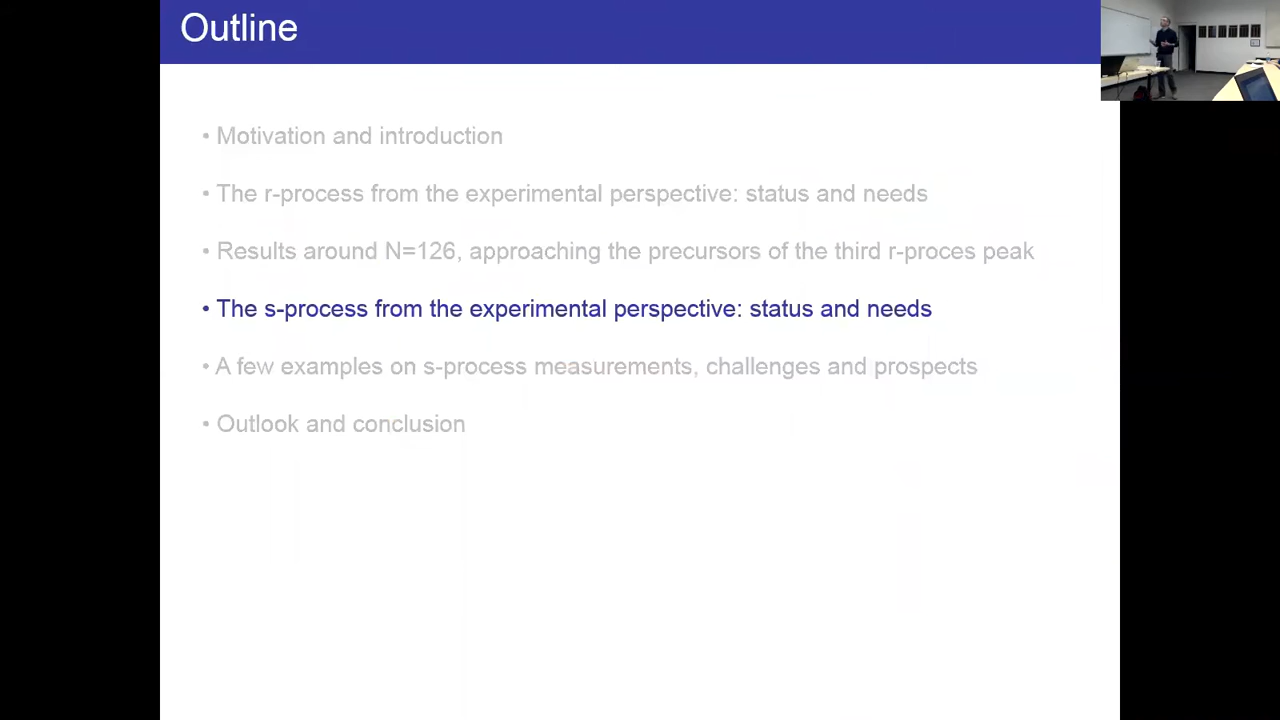 Outline
• Motivation and introduction
• The r-process from the experimental perspective: status and needs
• Results around N=126, approaching the precursors of the third r-proces peak
• The s-process from the experimental perspective: status and needs
• A few examples on s-process measurements, challenges and prospects
• Outlook and conclusion